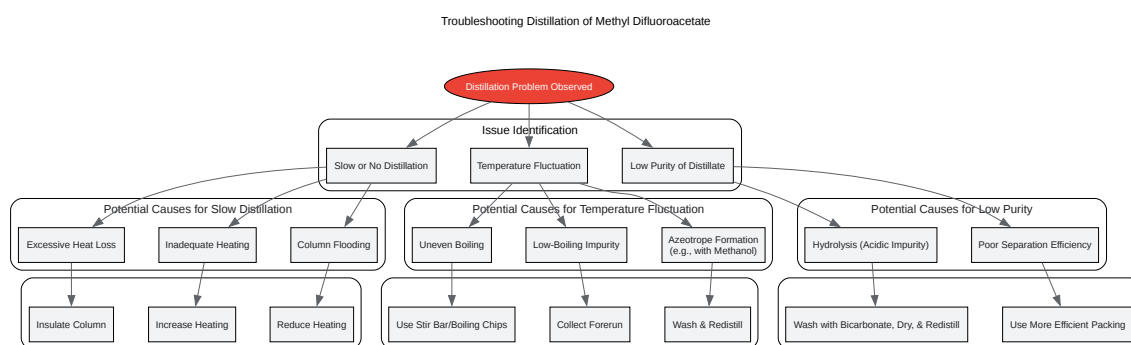 Troubleshooting Distillation of Methyl Difluoroacetate
Distillation Problem Observed
Issue Identification
Slow or No Distillation
Temperature Fluctuation
Low Purity of Distillate
Potential Causes for Slow Distillation
Potential Causes for Temperature Fluctuation
Potential Causes for Low Purity
Excessive Heat Loss
Inadequate Heating
Column Flooding
Uneven Boiling
Low-Boiling Impurity
Azeotrope Formation
(e.g., with Methanol)
Hydrolysis (Acidic Impurity)
Poor Separation Efficiency
Insulate Column
Increase Heating
Reduce Heating
Use Stir Bar/Boiling Chips
Collect Forerun
Wash & Redistill
Wash with Bicarbonate, Dry, & Redistill
Use More Efficient Packing